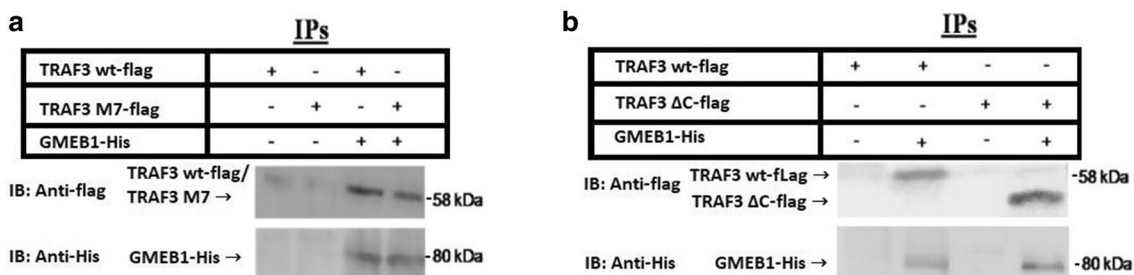 a
IPs
TRAF3 wt-flag + - + -
TRAF3 M7-flag - + - +
GMEB1-His - - + +
IB: Anti-flag TRAF3 wt-flag/
TRAF3 M7 → -58 kDa
IB: Anti-His GMEB1-His → -80 kDa
b
IPs
TRAF3 wt-flag + + - -
TRAF3 ΔC-flag - - + +
GMEB1-His - + - +
IB: Anti-flag TRAF3 wt-fLag → -58 kDa
TRAF3 ΔC-flag →
IB: Anti-His GMEB1-His → -80 kDa